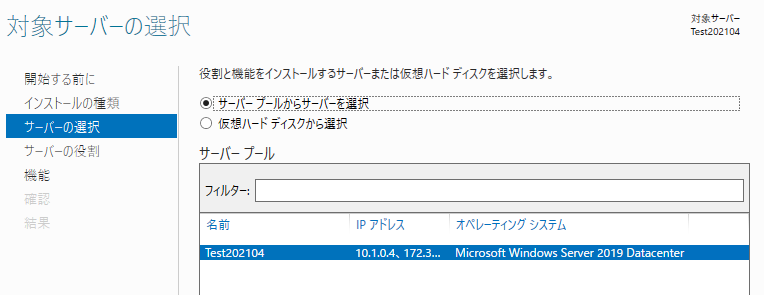 対象サーバーの選択
対象サーバー
Test202104
開始する前に
インストールの種類
サーバーの選択
サーバーの役割
機能
確認
結果
役割と機能をインストールするサーバーまたは仮想ハード ディスクを選択します。
サーバー プールからサーバーを選択
仮想ハード ディスクから選択
サーバー プール
フィルター:
名前 IP アドレス オペレーティング システム
Test202104 10.1.0.4、172.3... Microsoft Windows Server 2019 Datacenter